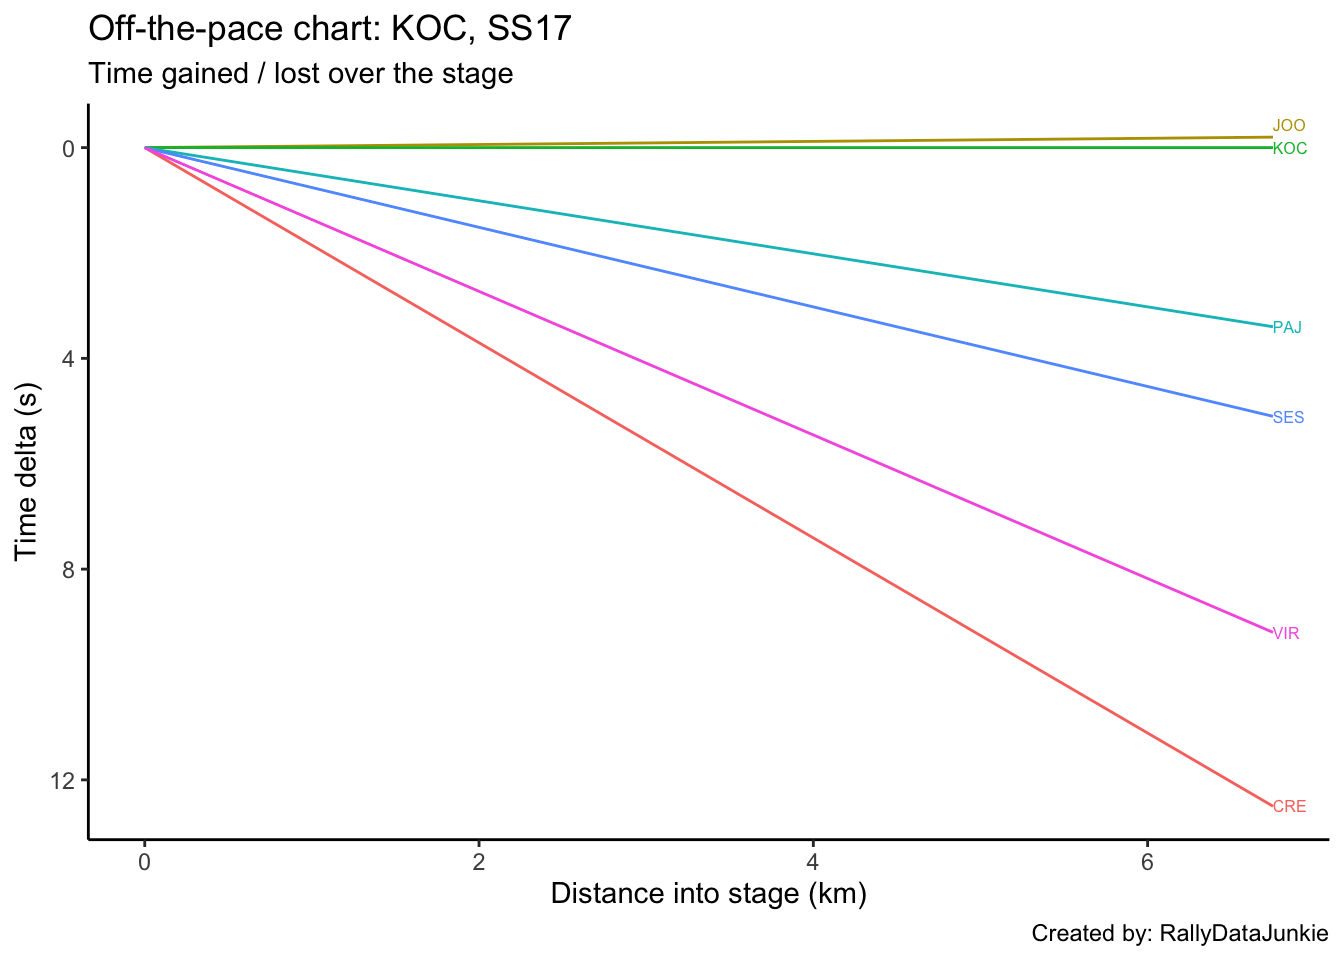 Off-the-pace chart: KOC, SS17
Time gained / lost over the stage
JOO
0
KOC
PAJ
4
SES
Time delta (s)
8
VIR
12
CRE
0 2 4 6
Distance into stage (km)
Created by: RallyDataJunkie